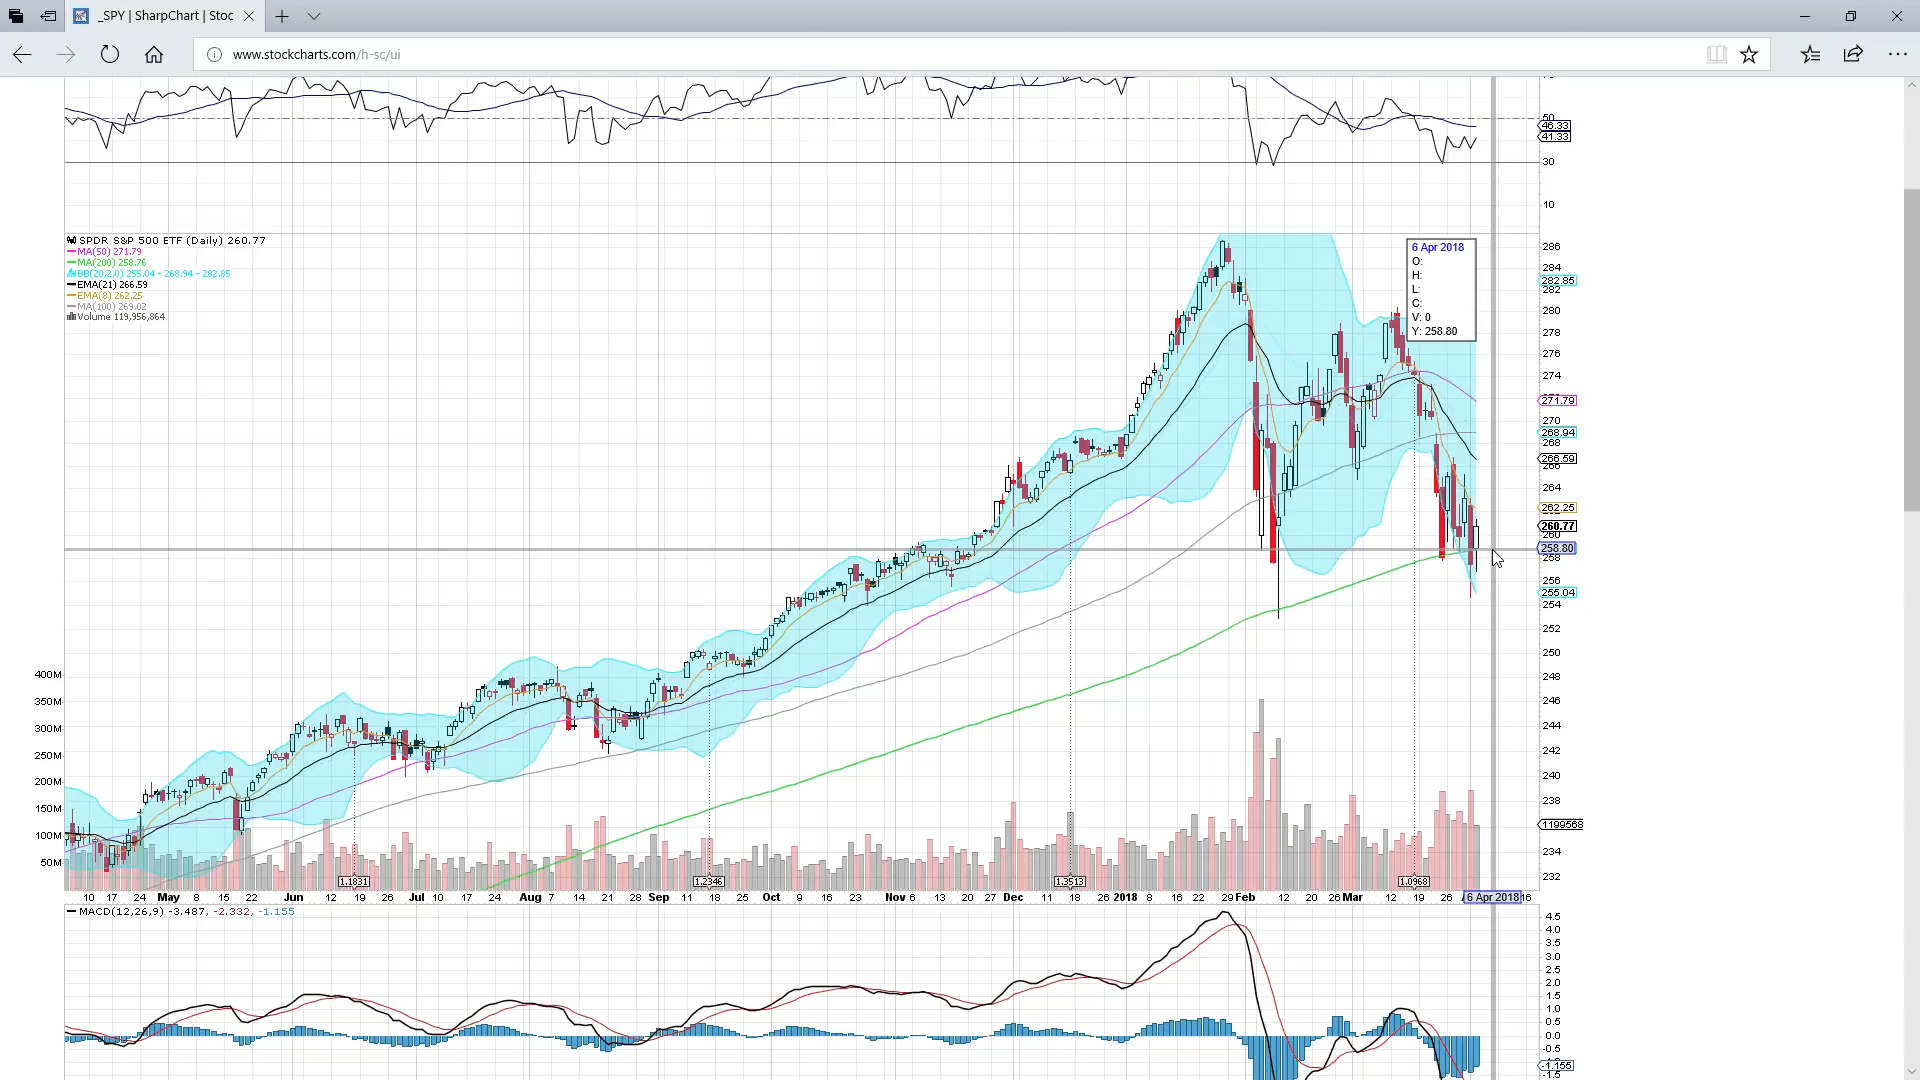 _SPY | SharpChart | Stoc
www.stockcharts.com/h-sc/ui
50
46.33
41.33
30
10
SPDR S&P 500 ETF (Daily) 260.77
MA(50) 271.79
MA(200) 258.76
BB(20,2.0) 255.04 - 268.94 - 282.85
EMA(21) 266.59
EMA(8) 262.25
MA(100) 269.02
Volume 119,956,864
6 Apr 2018
O:
H:
L:
C:
V: 0
Y: 258.80
286
284
282.85
282
280
278
276
274
271.79
270
268.94
268
266.59
266
264
262.25
260.77
260
258.80
258
256
255.04
254
252
250
248
246
244
242
240
238
1199568
234
232
400M
350M
300M
250M
200M
150M
100M
50M
1.1831
1.2346
1.3513
1.0968
10 17 24 May 8 15 22 Jun 12 19 26 Jul 10 17 24 Aug 7 14 21 28 Sep 11 18 25 Oct 9 16 23 Nov 6 13 20 27 Dec 11 18 26 2018 8 16 22 29 Feb 12 20 26 Mar 12 19 26 6 Apr 2018 16
MACD(12,26,9) -3.487, -2.332, -1.155
4.5
4.0
3.5
3.0
2.5
2.0
1.5
1.0
0.5
0.0
-0.5
-1.155
-1.5